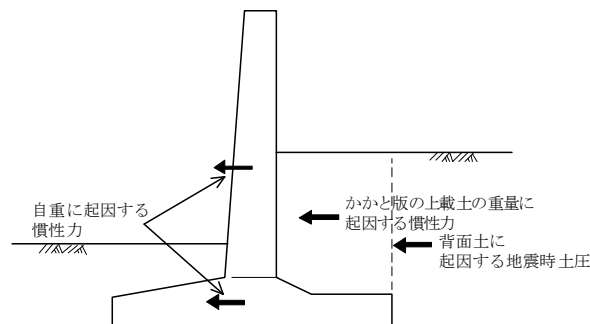 自重に起因する
慣性力
かかと版の上載土の重量に
起因する慣性力
背面土に
起因する地震時土圧